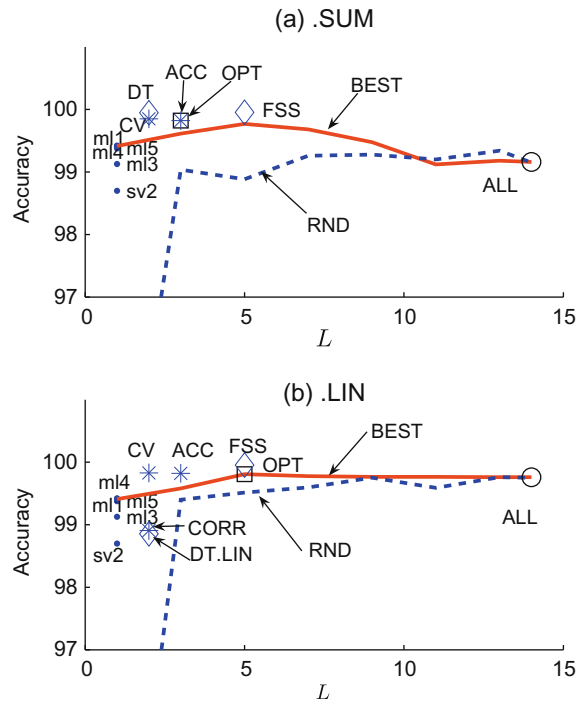 (a) .SUM
ACC
OPT
DT
BEST
100
FSS
CV
ml1
ml5
ml4
99
ml3
ALL
sv2
RND
98
97
0
5
10
15
Accuracy
L
(b) .LIN
CV
ACC
FSS
BEST
100
OPT
ml4
ml5
ml1
ml3
99
CORR
ALL
sv2
DT.LIN
RND
98
97
0
5
10
15
Accuracy
L